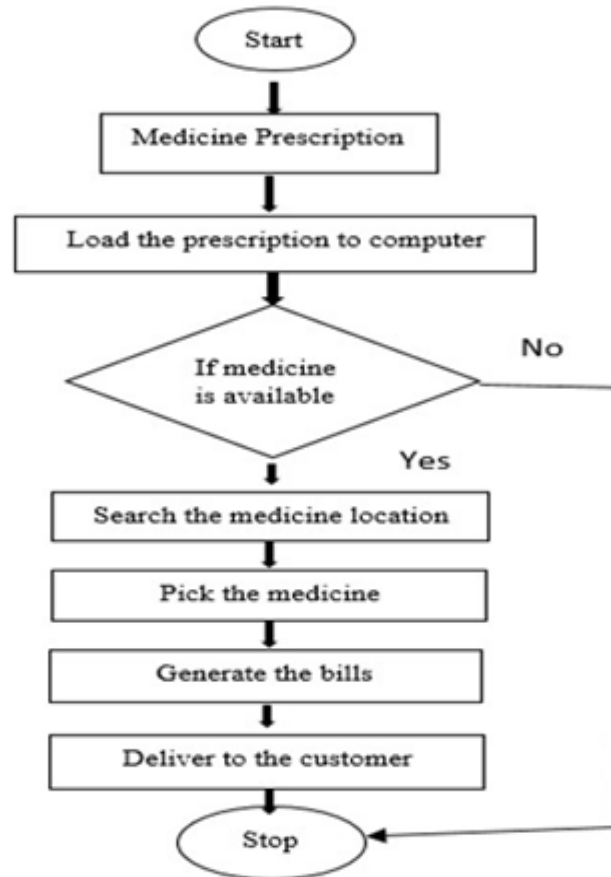 Start
Medicine Prescription
Load the prescription to computer
If medicine
is available
No
Yes
Search the medicine location
Pick the medicine
Generate the bills
Deliver to the customer
Stop